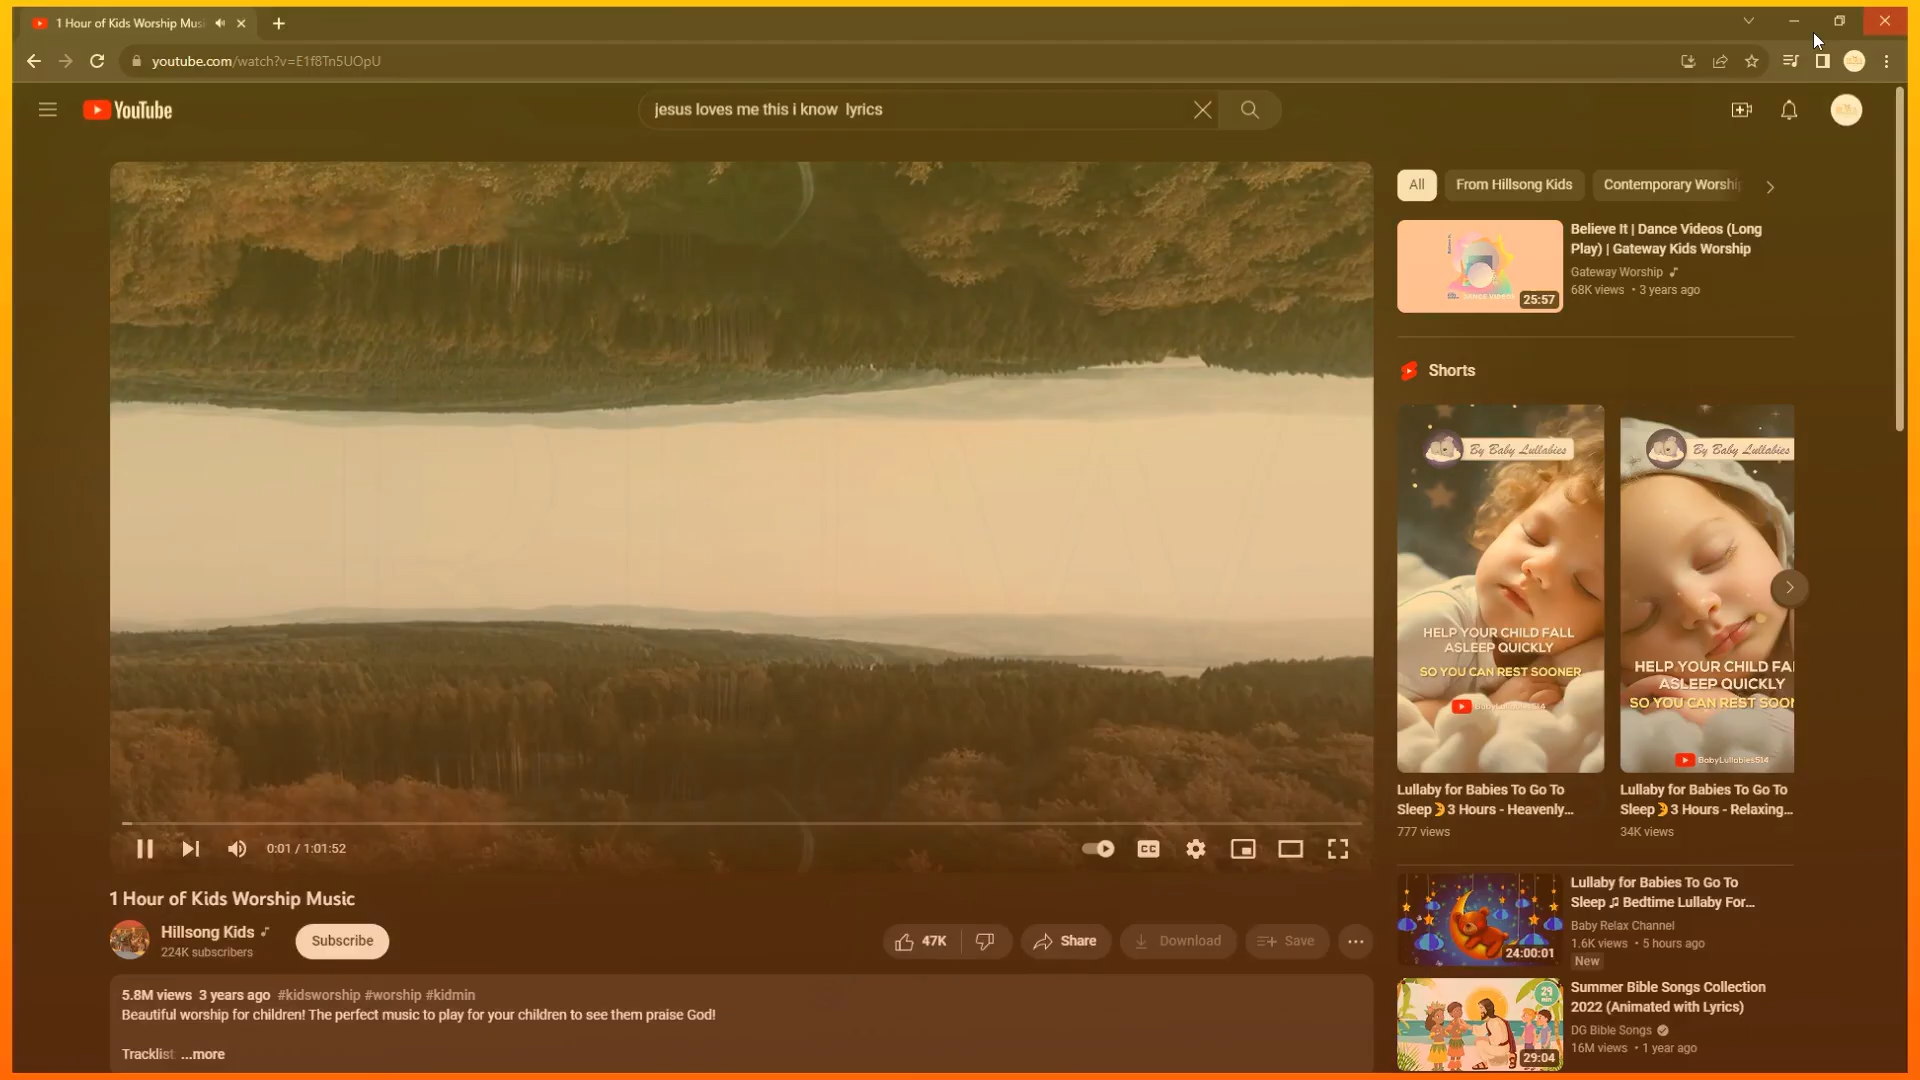 1 Hour of Kids Worship Musi
youtube.com/watch?v=E1f8Tn5UOpU
YouTube
jesus loves me this i know  lyrics
All
From Hillsong Kids
Contemporary Worshi
Believe It | Dance Videos (Long
Play) | Gateway Kids Worship
Gateway Worship
68K views • 3 years ago
25:57
Shorts
By Baby Lullabies
HELP YOUR CHILD FALL
ASLEEP QUICKLY
SO YOU CAN REST SOONER
By Baby Lullabies
HELP YOUR CHILD FA
ASLEEP QUICKLY
SO YOU CAN REST SOO
BabyLullabies514
Lullaby for Babies To Go To
Sleep 3 Hours - Heavenly...
777 views
Lullaby for Babies To Go To
Sleep 3 Hours - Relaxing...
34K views
0:01 / 1:01:52
CC
1 Hour of Kids Worship Music
Hillsong Kids
224K subscribers
Subscribe
47K
Share
Download
Save
5.8M views 3 years ago #kidsworship #worship #kidmin
Beautiful worship for children! The perfect music to play for your children to see them praise God!
Tracklist: ...more
Lullaby for Babies To Go To
Sleep ♫ Bedtime Lullaby For...
Baby Relax Channel
1.6K views • 5 hours ago
New
24:00:01
Summer Bible Songs Collection
2022 (Animated with Lyrics)
DG Bible Songs
16M views • 1 year ago
29:04